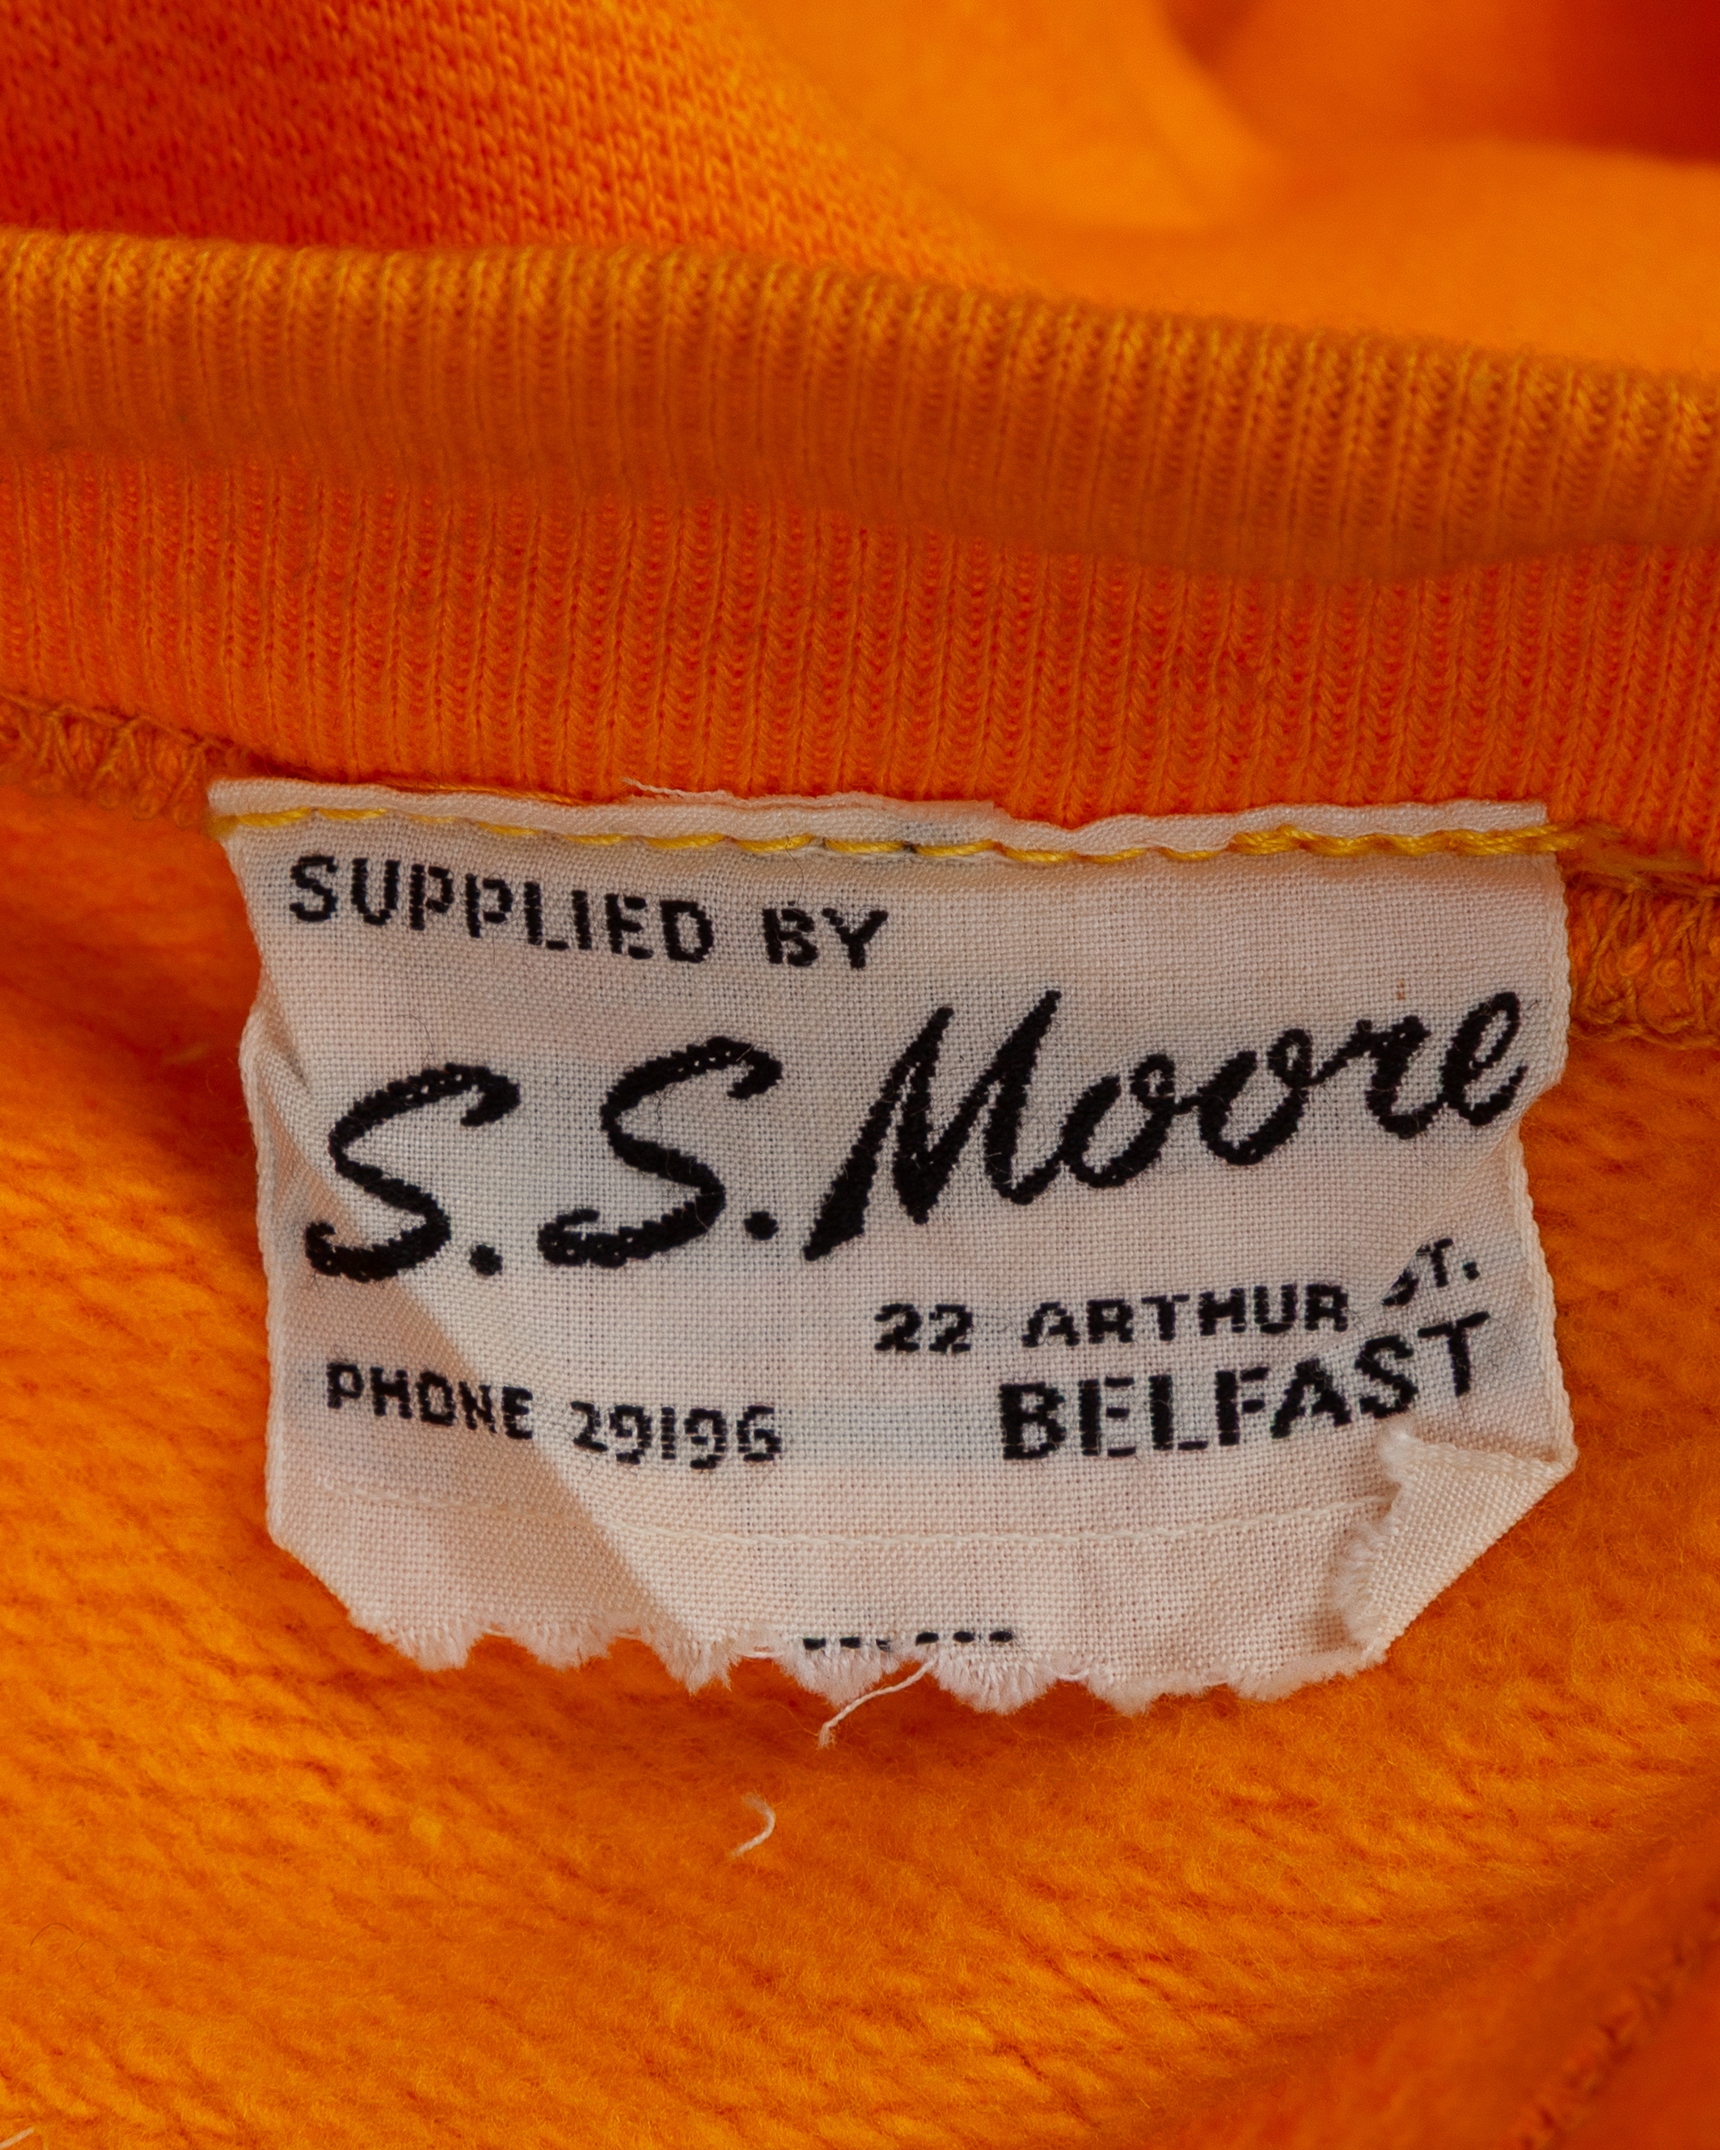 SUPPLIED BY
S.S. Moore
22 ARTHUR ST.
PHONE 29196
BELFAST